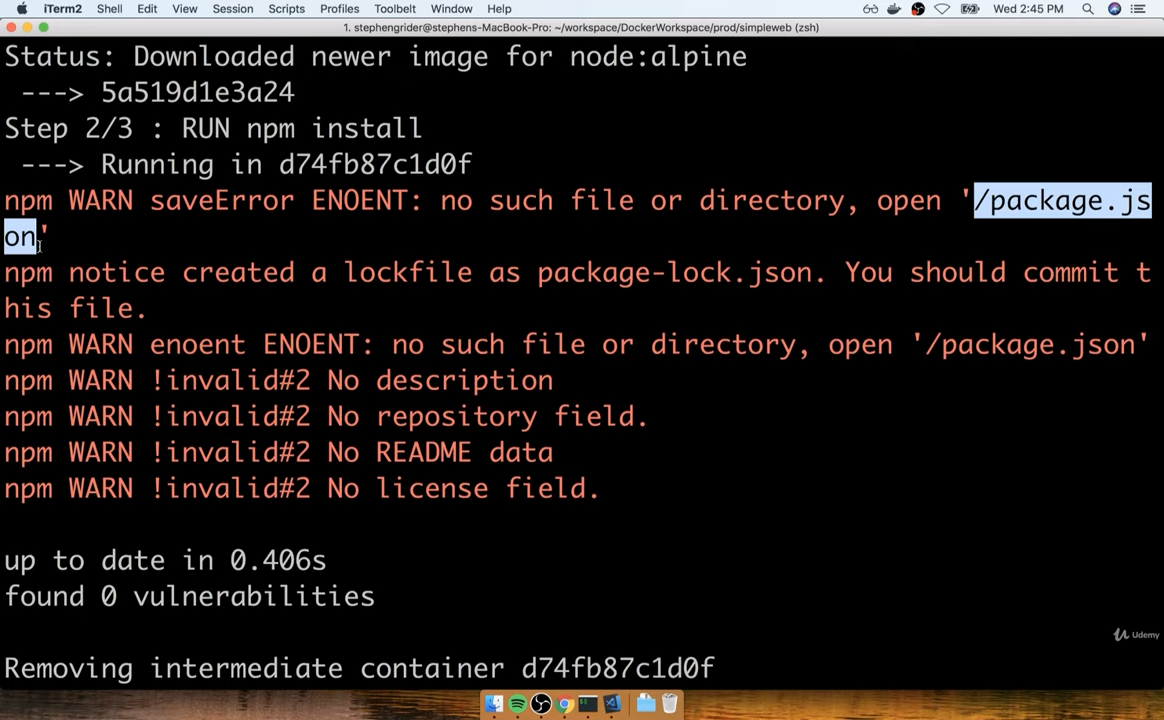 iTerm2 Shell Edit View Session Scripts Profiles Toolbelt Window Help Wed 2:45 PM
1. stephengrider@stephens-MacBook-Pro: ~/workspace/DockerWorkspace/prod/simpleweb (zsh)
Status: Downloaded newer image for node:alpine
---> 5a519d1e3a24
Step 2/3 : RUN npm install
---> Running in d74fb87c1d0f
npm WARN saveError ENOENT: no such file or directory, open '/package.js
on'
npm notice created a lockfile as package-lock.json. You should commit t
his file.
npm WARN enoent ENOENT: no such file or directory, open '/package.json'
npm WARN !invalid#2 No description
npm WARN !invalid#2 No repository field.
npm WARN !invalid#2 No README data
npm WARN !invalid#2 No license field.
up to date in 0.406s
found 0 vulnerabilities
Udemy
Removing intermediate container d74fb87c1d0f